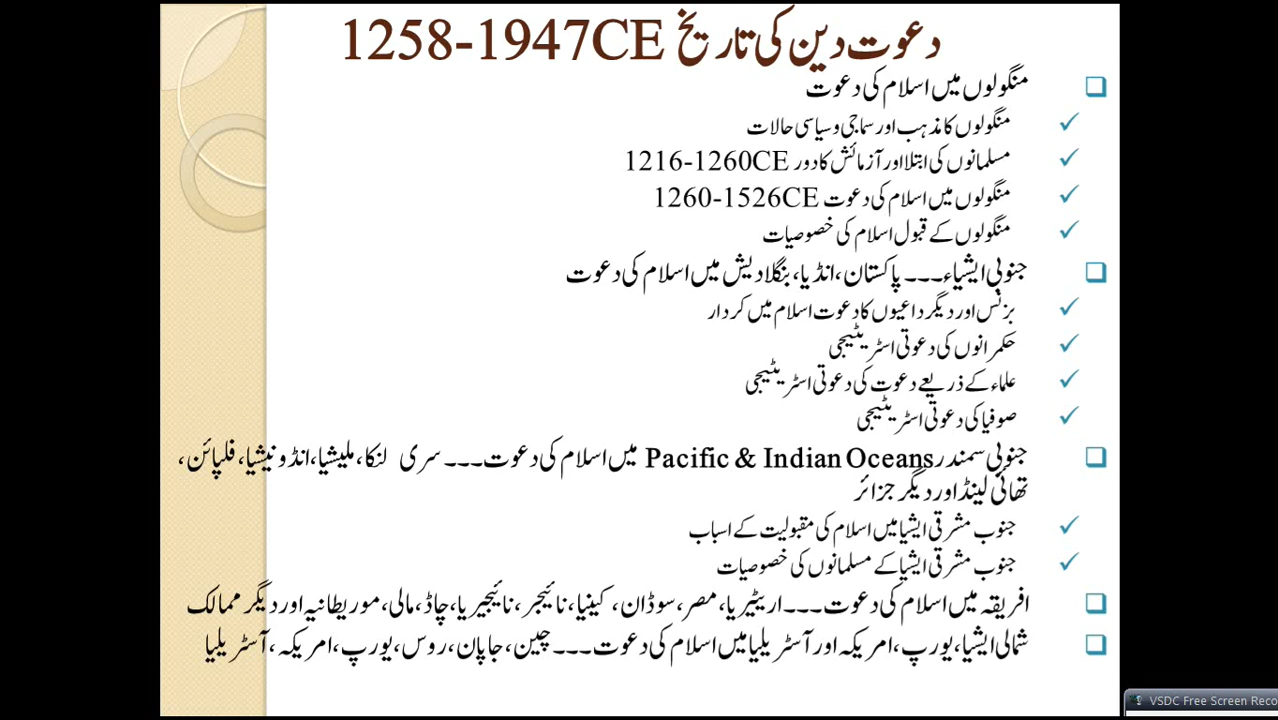 دعوت دین کی تاریخ 1258-1947CE
منگولوں میں اسلام کی دعوت
منگولوں کا مذہب اور سماجی و سیاسی حالات
مسلمانوں کی ابتلا اور آزمائش کا دور 1216-1260CE
منگولوں میں اسلام کی دعوت 1260-1526CE
منگولوں کے قبول اسلام کی خصوصیات
جنوبی ایشیاء۔۔۔ پاکستان، انڈیا، بنگلادیش میں اسلام کی دعوت
بزنس اور دیگر داعیوں کا دعوت اسلام میں کردار
حکمرانوں کی دعوتی اسٹریٹیجی
علماء کے ذریعے دعوت کی دعوتی اسٹریٹیجی
صوفیا کی دعوتی اسٹریٹیجی
جنوبی سمندر Pacific & Indian Oceans میں اسلام کی دعوت۔۔۔ سری لنکا، ملیشیا، انڈونیشیا، فلپائن،
تھائی لینڈ اور دیگر جزائر
جنوب مشرقی ایشیا میں اسلام کی مقبولیت کے اسباب
جنوب مشرقی ایشیا کے مسلمانوں کی خصوصیات
افریقہ میں اسلام کی دعوت۔۔۔ اریٹیریا، مصر، سوڈان، کینیا، نائیجر، نائیجیریا، چاڈ، مالی، موریطانیہ اور دیگر ممالک
شمالی ایشیا، یورپ، امریکہ اور آسٹریلیا میں اسلام کی دعوت۔۔۔ چین، جاپان، روس، یورپ، امریکہ، آسٹریلیا
VSDC Free Screen Reco